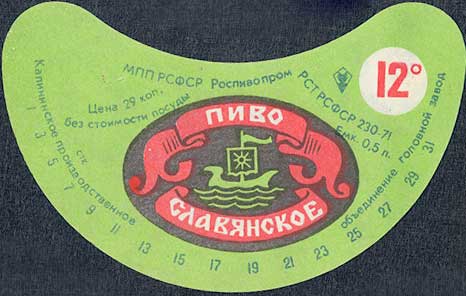 МПП РСФСР Роспивопром
Цена 29 коп.
без стоимости посуды
РСТ РСФСР 230-71
Емк. 0,5 л.
12°
ПИВО
СЛАВЯНСКОЕ
Калининское производственное объединение головной завод
1 3 5 7 9 11 13 15 17 19 21 23 25 27 29 31